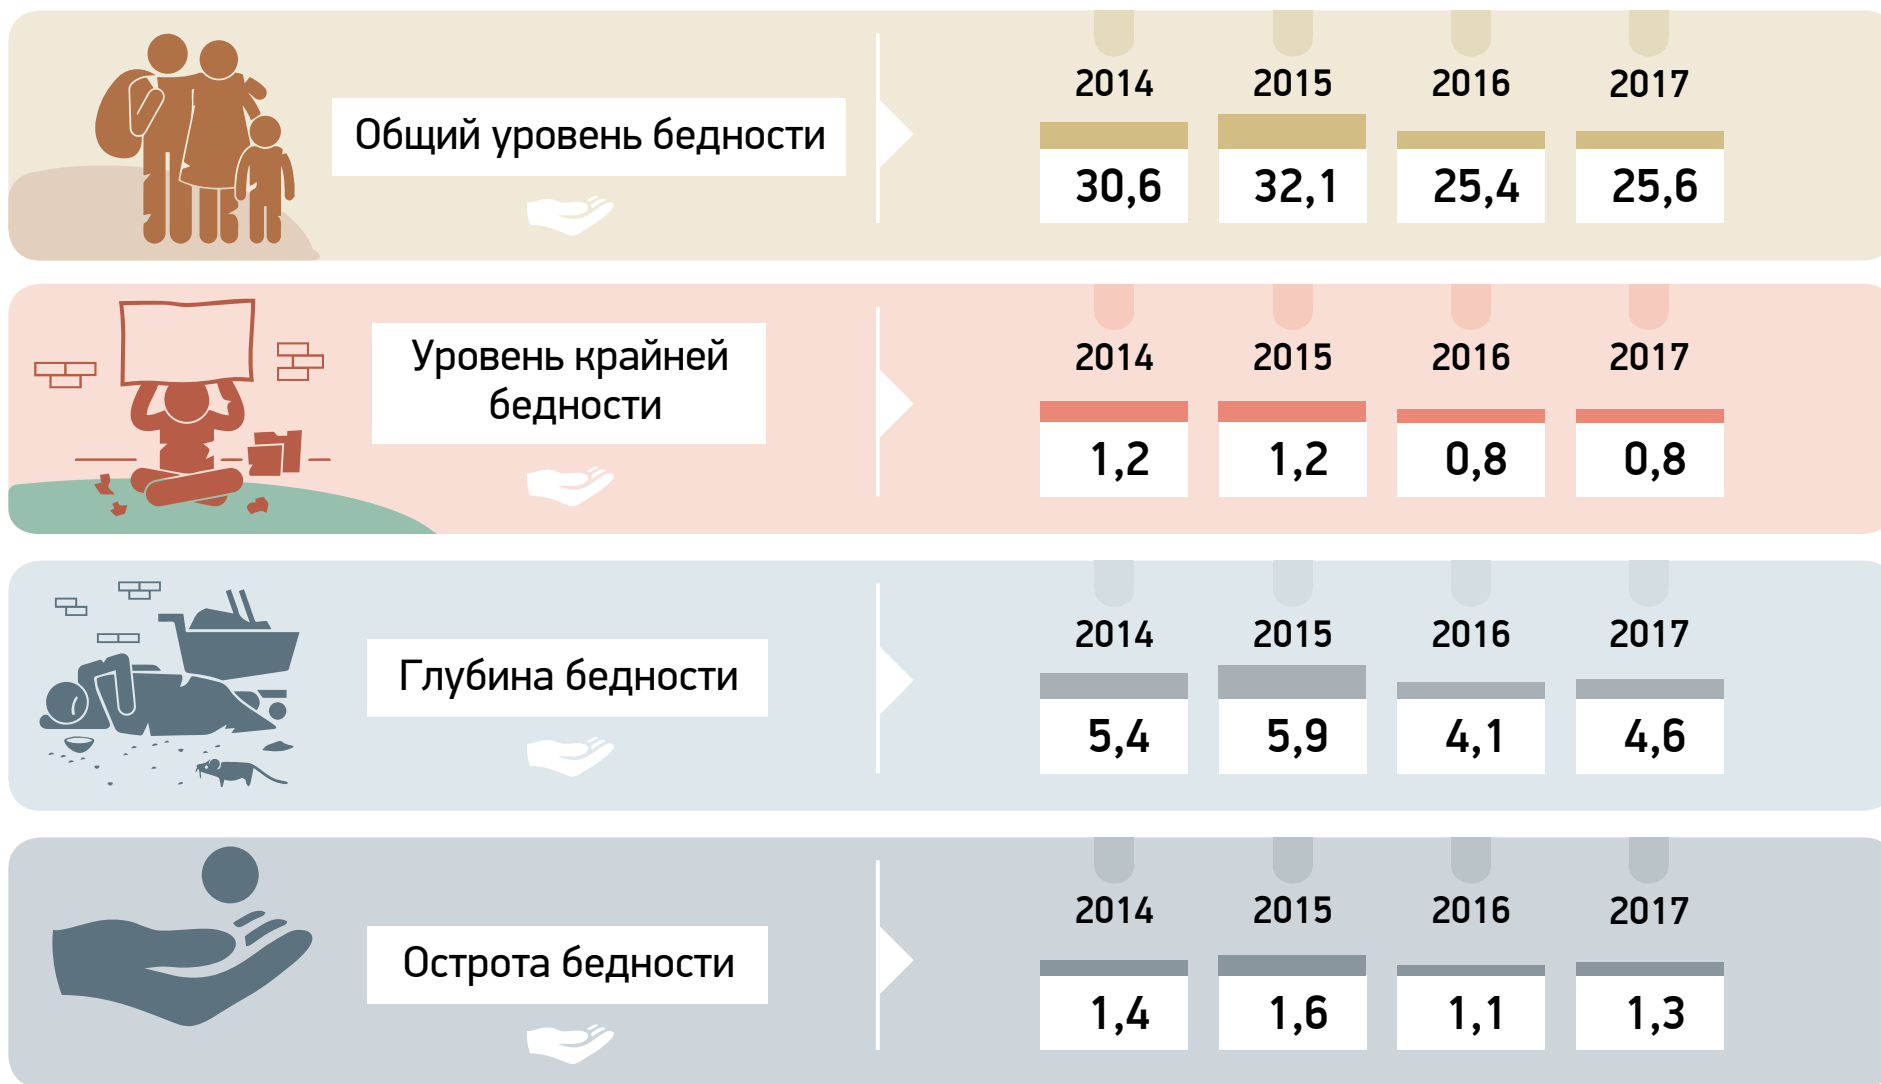 Общий уровень бедности
2014 2015 2016 2017
30,6 32,1 25,4 25,6
Уровень крайней
бедности
2014 2015 2016 2017
1,2 1,2 0,8 0,8
Глубина бедности
2014 2015 2016 2017
5,4 5,9 4,1 4,6
Острота бедности
2014 2015 2016 2017
1,4 1,6 1,1 1,3